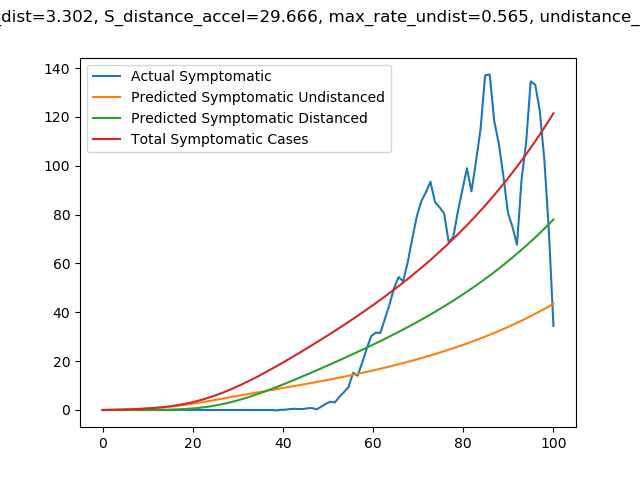 _dist=3.302, S_distance_accel=29.666, max_rate_undist=0.565, undistance_
Actual Symptomatic
Predicted Symptomatic Undistanced
Predicted Symptomatic Distanced
Total Symptomatic Cases
140
120
100
80
60
40
20
0
0 20 40 60 80 100